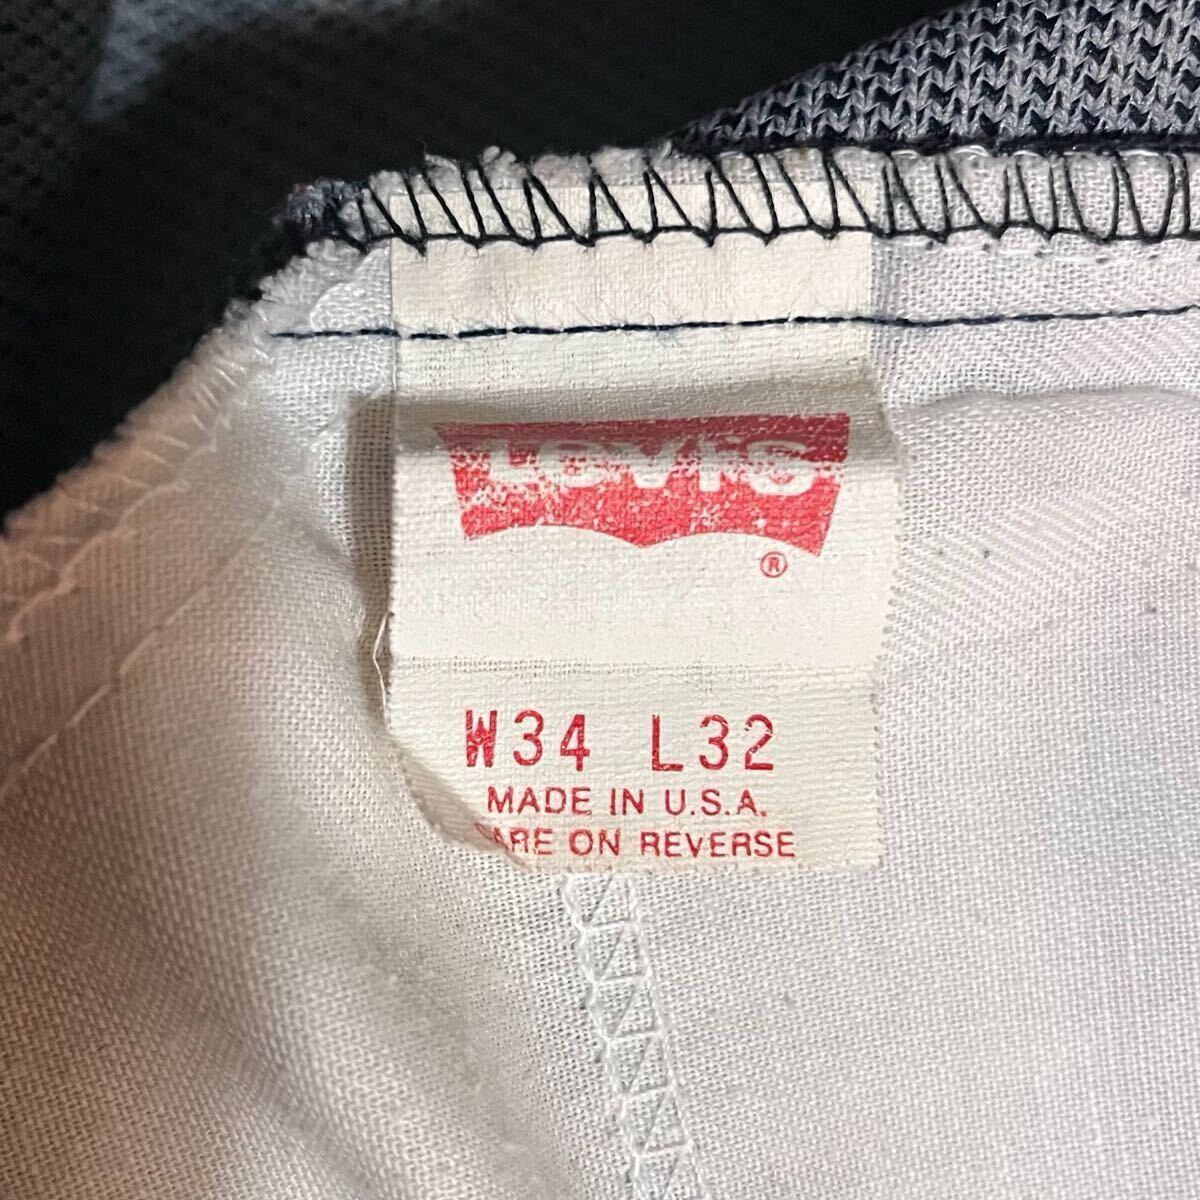 Levi's
®
W34 L32
MADE IN U.S.A.
CARE ON REVERSE